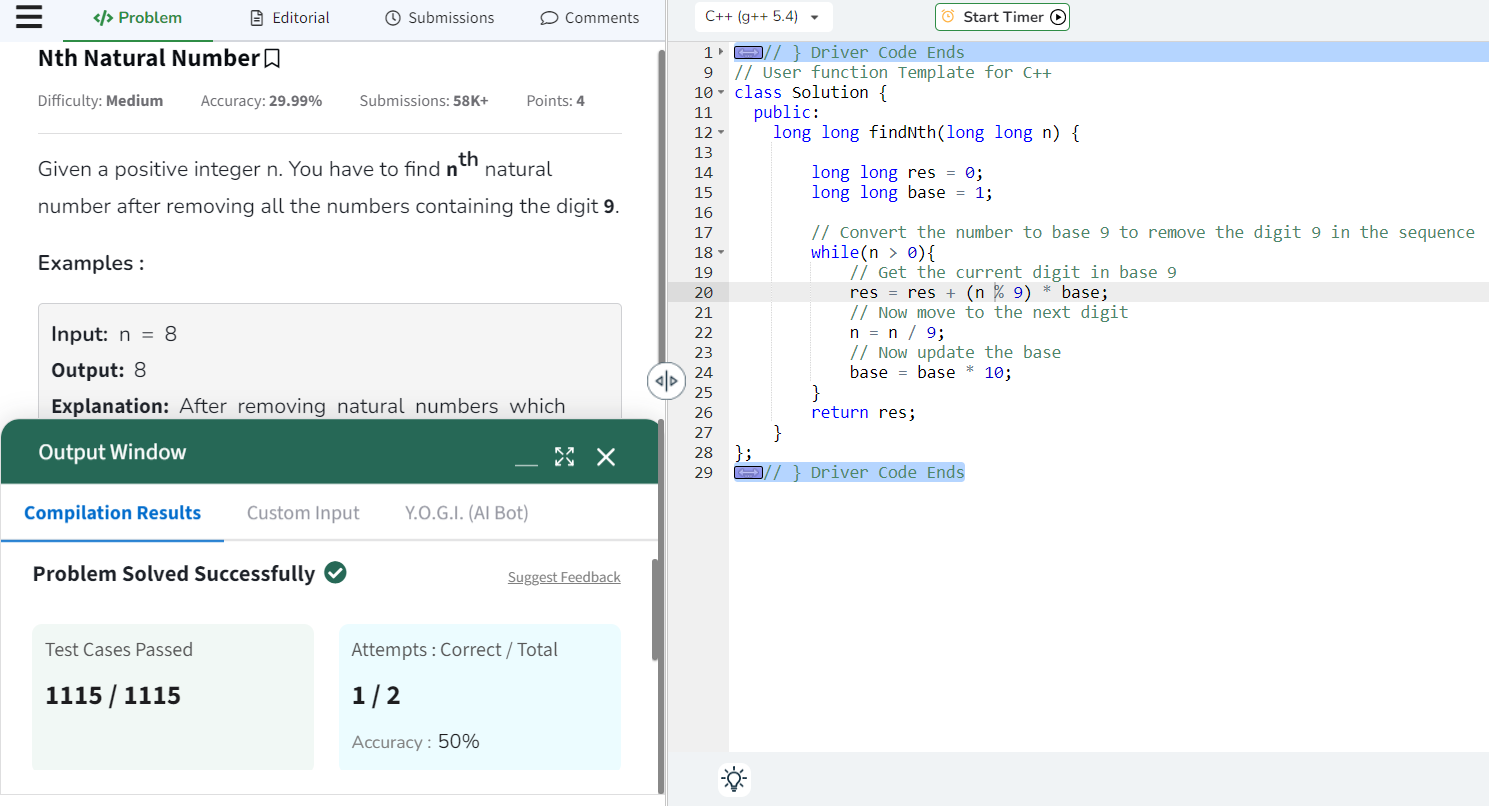 Problem
Editorial
Submissions
Comments
Nth Natural Number
Difficulty: Medium Accuracy: 29.99% Submissions: 58K+ Points: 4
Given a positive integer n. You have to find nth natural
number after removing all the numbers containing the digit 9.
Examples :
Input: n = 8
Output: 8
Explanation: After removing natural numbers which
Output Window
Compilation Results Custom Input Y.O.G.I. (AI Bot)
Problem Solved Successfully
Suggest Feedback
Test Cases Passed
1115 / 1115
Attempts : Correct / Total
1 / 2
Accuracy : 50%
C++ (g++ 5.4)
Start Timer
1 // } Driver Code Ends
9 // User function Template for C++
10 class Solution {
11 public:
12 long long findNth(long long n) {
13
14 long long res = 0;
15 long long base = 1;
16
17 // Convert the number to base 9 to remove the digit 9 in the sequence
18 while(n > 0){
19 // Get the current digit in base 9
20 res = res + (n % 9) * base;
21 // Now move to the next digit
22 n = n / 9;
23 // Now update the base
24 base = base * 10;
25 }
26 return res;
27 }
28 };
29 // } Driver Code Ends